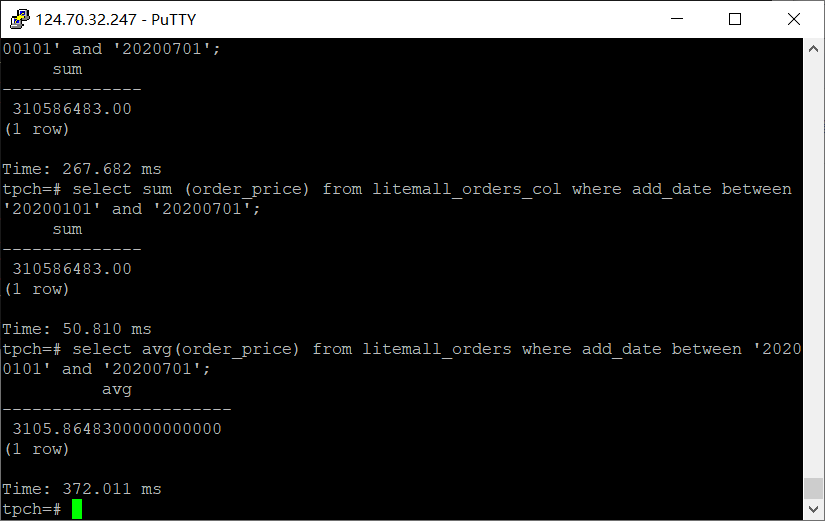 124.70.32.247 - PuTTY
00101' and '20200701';
sum
--------------
310586483.00
(1 row)
Time: 267.682 ms
tpch=# select sum (order_price) from litemall_orders_col where add_date between
'20200101' and '20200701';
sum
--------------
310586483.00
(1 row)
Time: 50.810 ms
tpch=# select avg(order_price) from litemall_orders where add_date between '2020
0101' and '20200701';
avg
-----------------------
3105.8648300000000000
(1 row)
Time: 372.011 ms
tpch=#